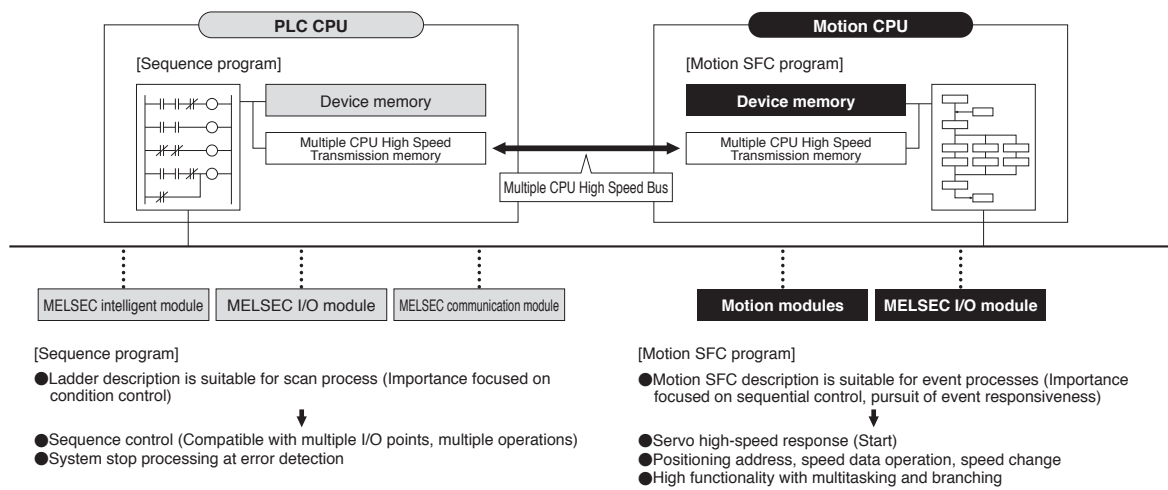 PLC CPU
[Sequence program]
Device memory
Multiple CPU High Speed
Transmission memory
Multiple CPU High Speed Bus
Motion CPU
[Motion SFC program]
Device memory
Multiple CPU High Speed
Transmission memory
MELSEC intelligent module
MELSEC I/O module
MELSEC communication module
Motion modules
MELSEC I/O module
[Sequence program]
●Ladder description is suitable for scan process (Importance focused on
condition control)
●Sequence control (Compatible with multiple I/O points, multiple operations)
●System stop processing at error detection
[Motion SFC program]
●Motion SFC description is suitable for event processes (Importance
focused on sequential control, pursuit of event responsiveness)
●Servo high-speed response (Start)
●Positioning address, speed data operation, speed change
●High functionality with multitasking and branching